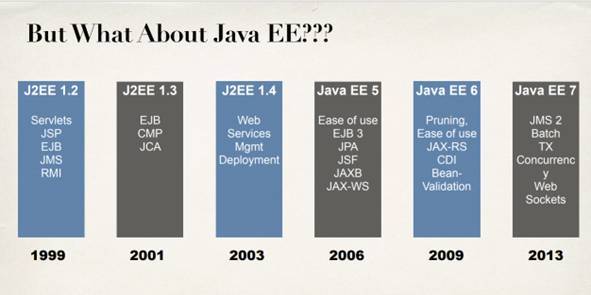 But What About Java EE???
J2EE 1.2
Servlets
JSP
EJB
JMS
RMI
1999
J2EE 1.3
EJB
CMP
JCA
2001
J2EE 1.4
Web
Services
Mgmt
Deployment
2003
Java EE 5
Ease of use
EJB 3
JPA
JSF
JAXB
JAX-WS
2006
Java EE 6
Pruning,
Ease of use
JAX-RS
CDI
Bean-
Validation
2009
Java EE 7
JMS 2
Batch
TX
Concurrenc
y
Web
Sockets
2013